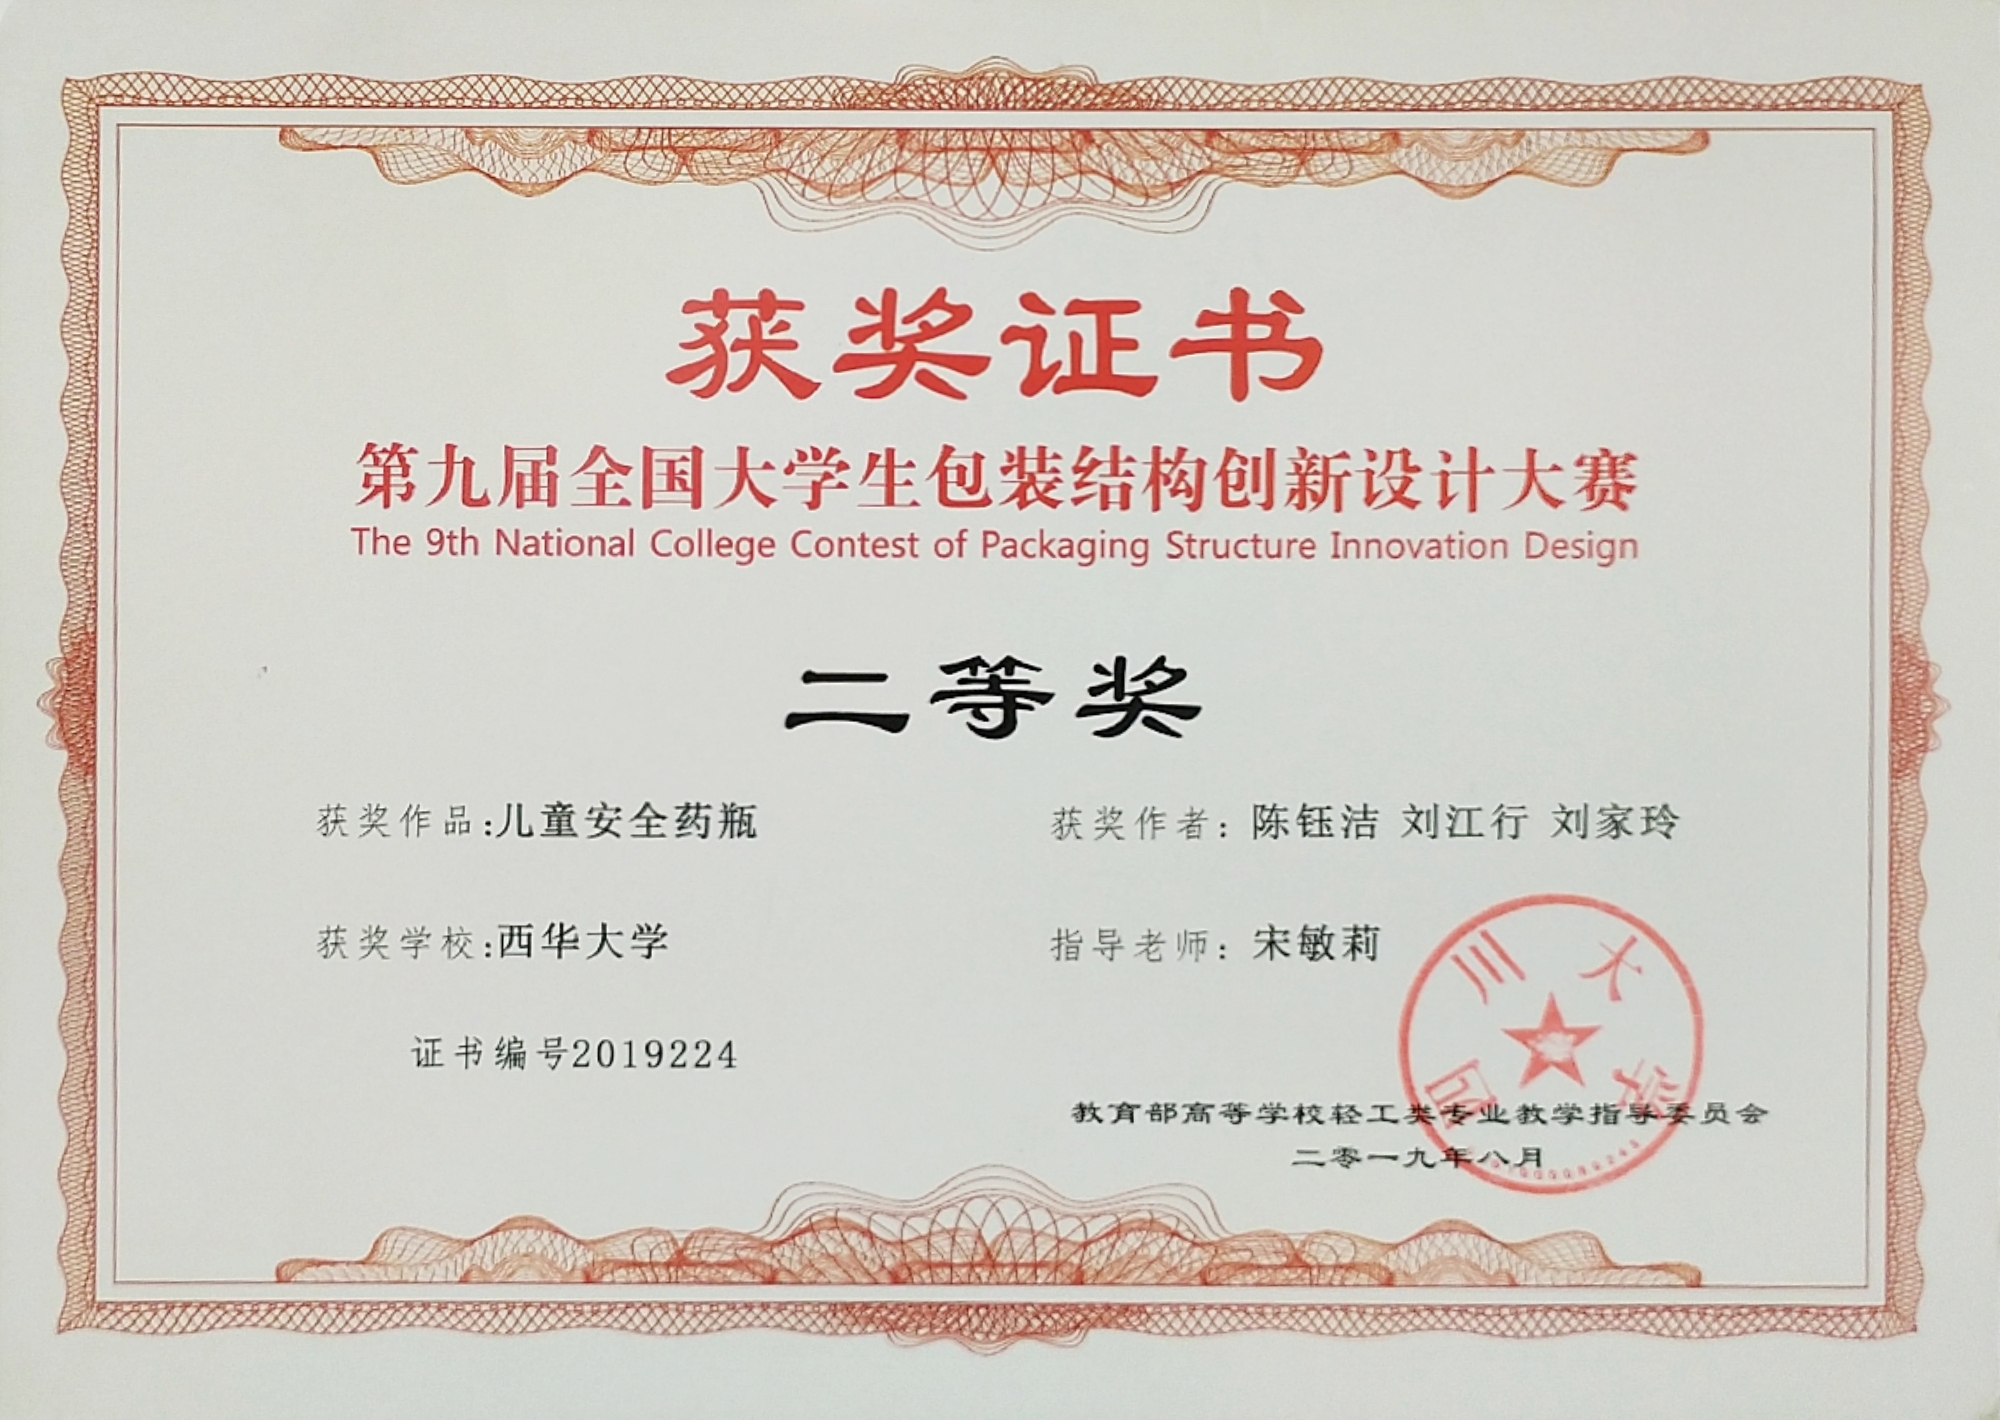 获奖证书
第九届全国大学生包装结构创新设计大赛
The 9th National College Contest of Packaging Structure Innovation Design
二等奖
获奖作品:儿童安全药瓶
获奖作者: 陈钰洁 刘江行 刘家玲
获奖学校:西华大学
指导老师: 宋敏莉
证书编号2019224
四川大学
教育部高等学校轻工类专业教学指导委员会
二零一九年八月